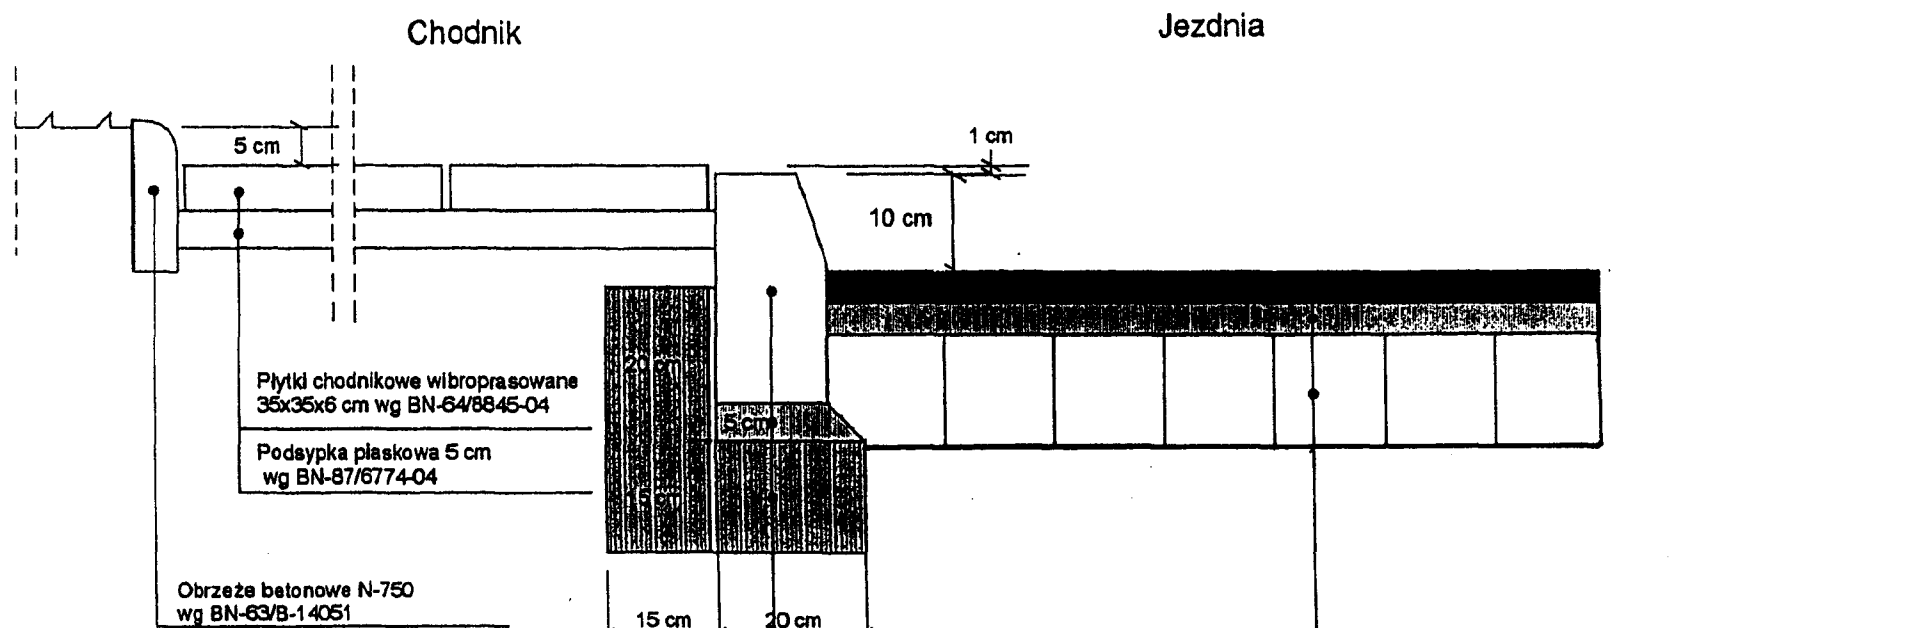 Chodnik
Jezdnia
5 cm
1 cm
10 cm
20 cm
Płytki chodnikowe wibroprasowane
35x35x6 cm wg BN-64/8845-04
5 cm
Podsypka piaskowa 5 cm
wg BN-87/6774-04
15 cm
Obrzeże betonowe N-750
wg BN-63/B-14051
15 cm
20 cm